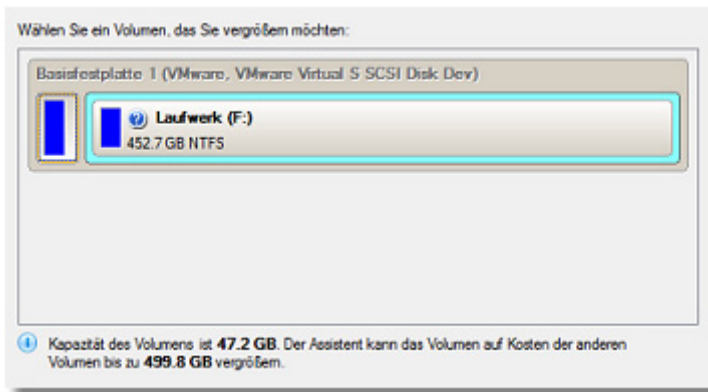 Wählen Sie ein Volumen, das Sie vergrößern möchten:
Basisfestplatte 1 (VMware, VMware Virtual S SCSI Disk Dev)
Laufwerk (F:)
452.7 GB NTFS
Kapazität des Volumens ist 47.2 GB. Der Assistent kann das Volumen auf Kosten der anderen
Volumen bis zu 499.8 GB vergrößern.